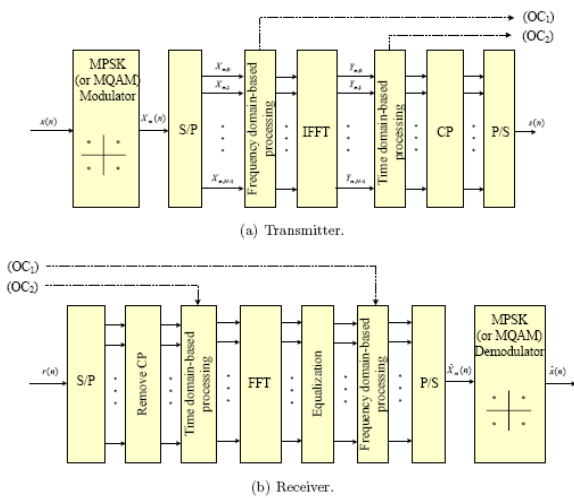 (OC₁)
(OC₂)
MPSK
(or MQAM)
Modulator
x(n)
Xₘ(n)
S/P
Xₘ,₀
Xₘ,₁
Xₘ,N-1
Frequency domain-based
processing
IFFT
Yₘ,₀
Yₘ,₁
Yₘ,N-1
Time domain-based
processing
CP
P/S
s(n)
(a) Transmitter.
(OC₁)
(OC₂)
r(n)
S/P
Remove CP
Time domain-based
processing
FFT
Equalization
Frequency domain-based
processing
P/S
X̂ₘ(n)
MPSK
(or MQAM)
Demodulator
x̂(n)
(b) Receiver.